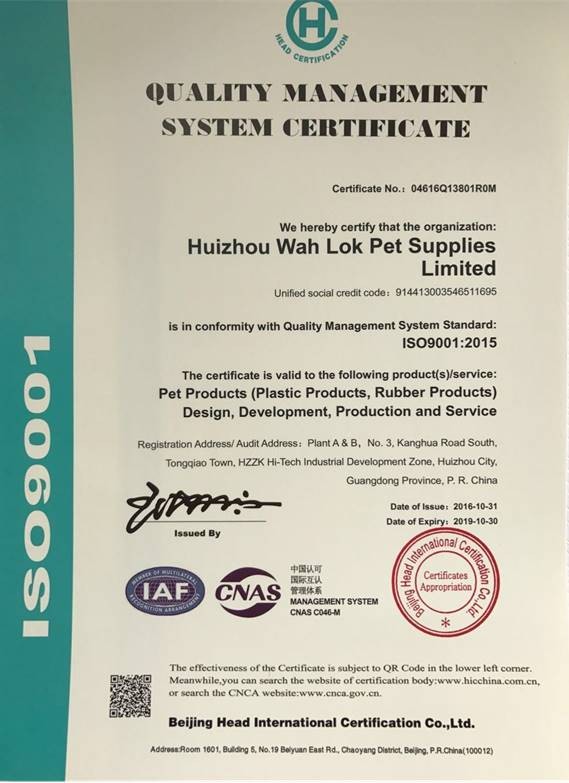 HC
HEAD CERTIFICATION
QUALITY MANAGEMENT
SYSTEM CERTIFICATE
Certificate No.: 04616Q13801R0M
We hereby certify that the organization:
Huizhou Wah Lok Pet Supplies
Limited
Unified social credit code: 914413003546511695
is in conformity with Quality Management System Standard:
ISO9001:2015
The certificate is valid to the following product(s)/service:
Pet Products (Plastic Products, Rubber Products)
Design, Development, Production and Service
Registration Address/ Audit Address: Plant A & B, No. 3, Kanghua Road South,
Tongqiao Town, HZZK Hi-Tech Industrial Development Zone, Huizhou City,
Guangdong Province, P. R. China
Date of Issue: 2016-10-31
Date of Expiry: 2019-10-30
Issued By
ISO9001
MEMBER OF MULTILATERAL
IAF
RECOGNITION ARRANGEMENT
CNAS
中国认可
国际互认
管理体系
MANAGEMENT SYSTEM
CNAS C046-M
Beijing Head International Certification Co.,Ltd.
Certificates
Appropriation
The effectiveness of the Certificate is subject to QR Code in the lower left corner.
Meanwhile,you can search the website of certification body:www.hicchina.com.cn,
or search the CNCA website:www.cnca.gov.cn.
Beijing Head International Certification Co.,Ltd.
Address:Room 1601, Building 5, No.19 Beiyuan East Rd., Chaoyang District, Beijing, P.R.China(100012)